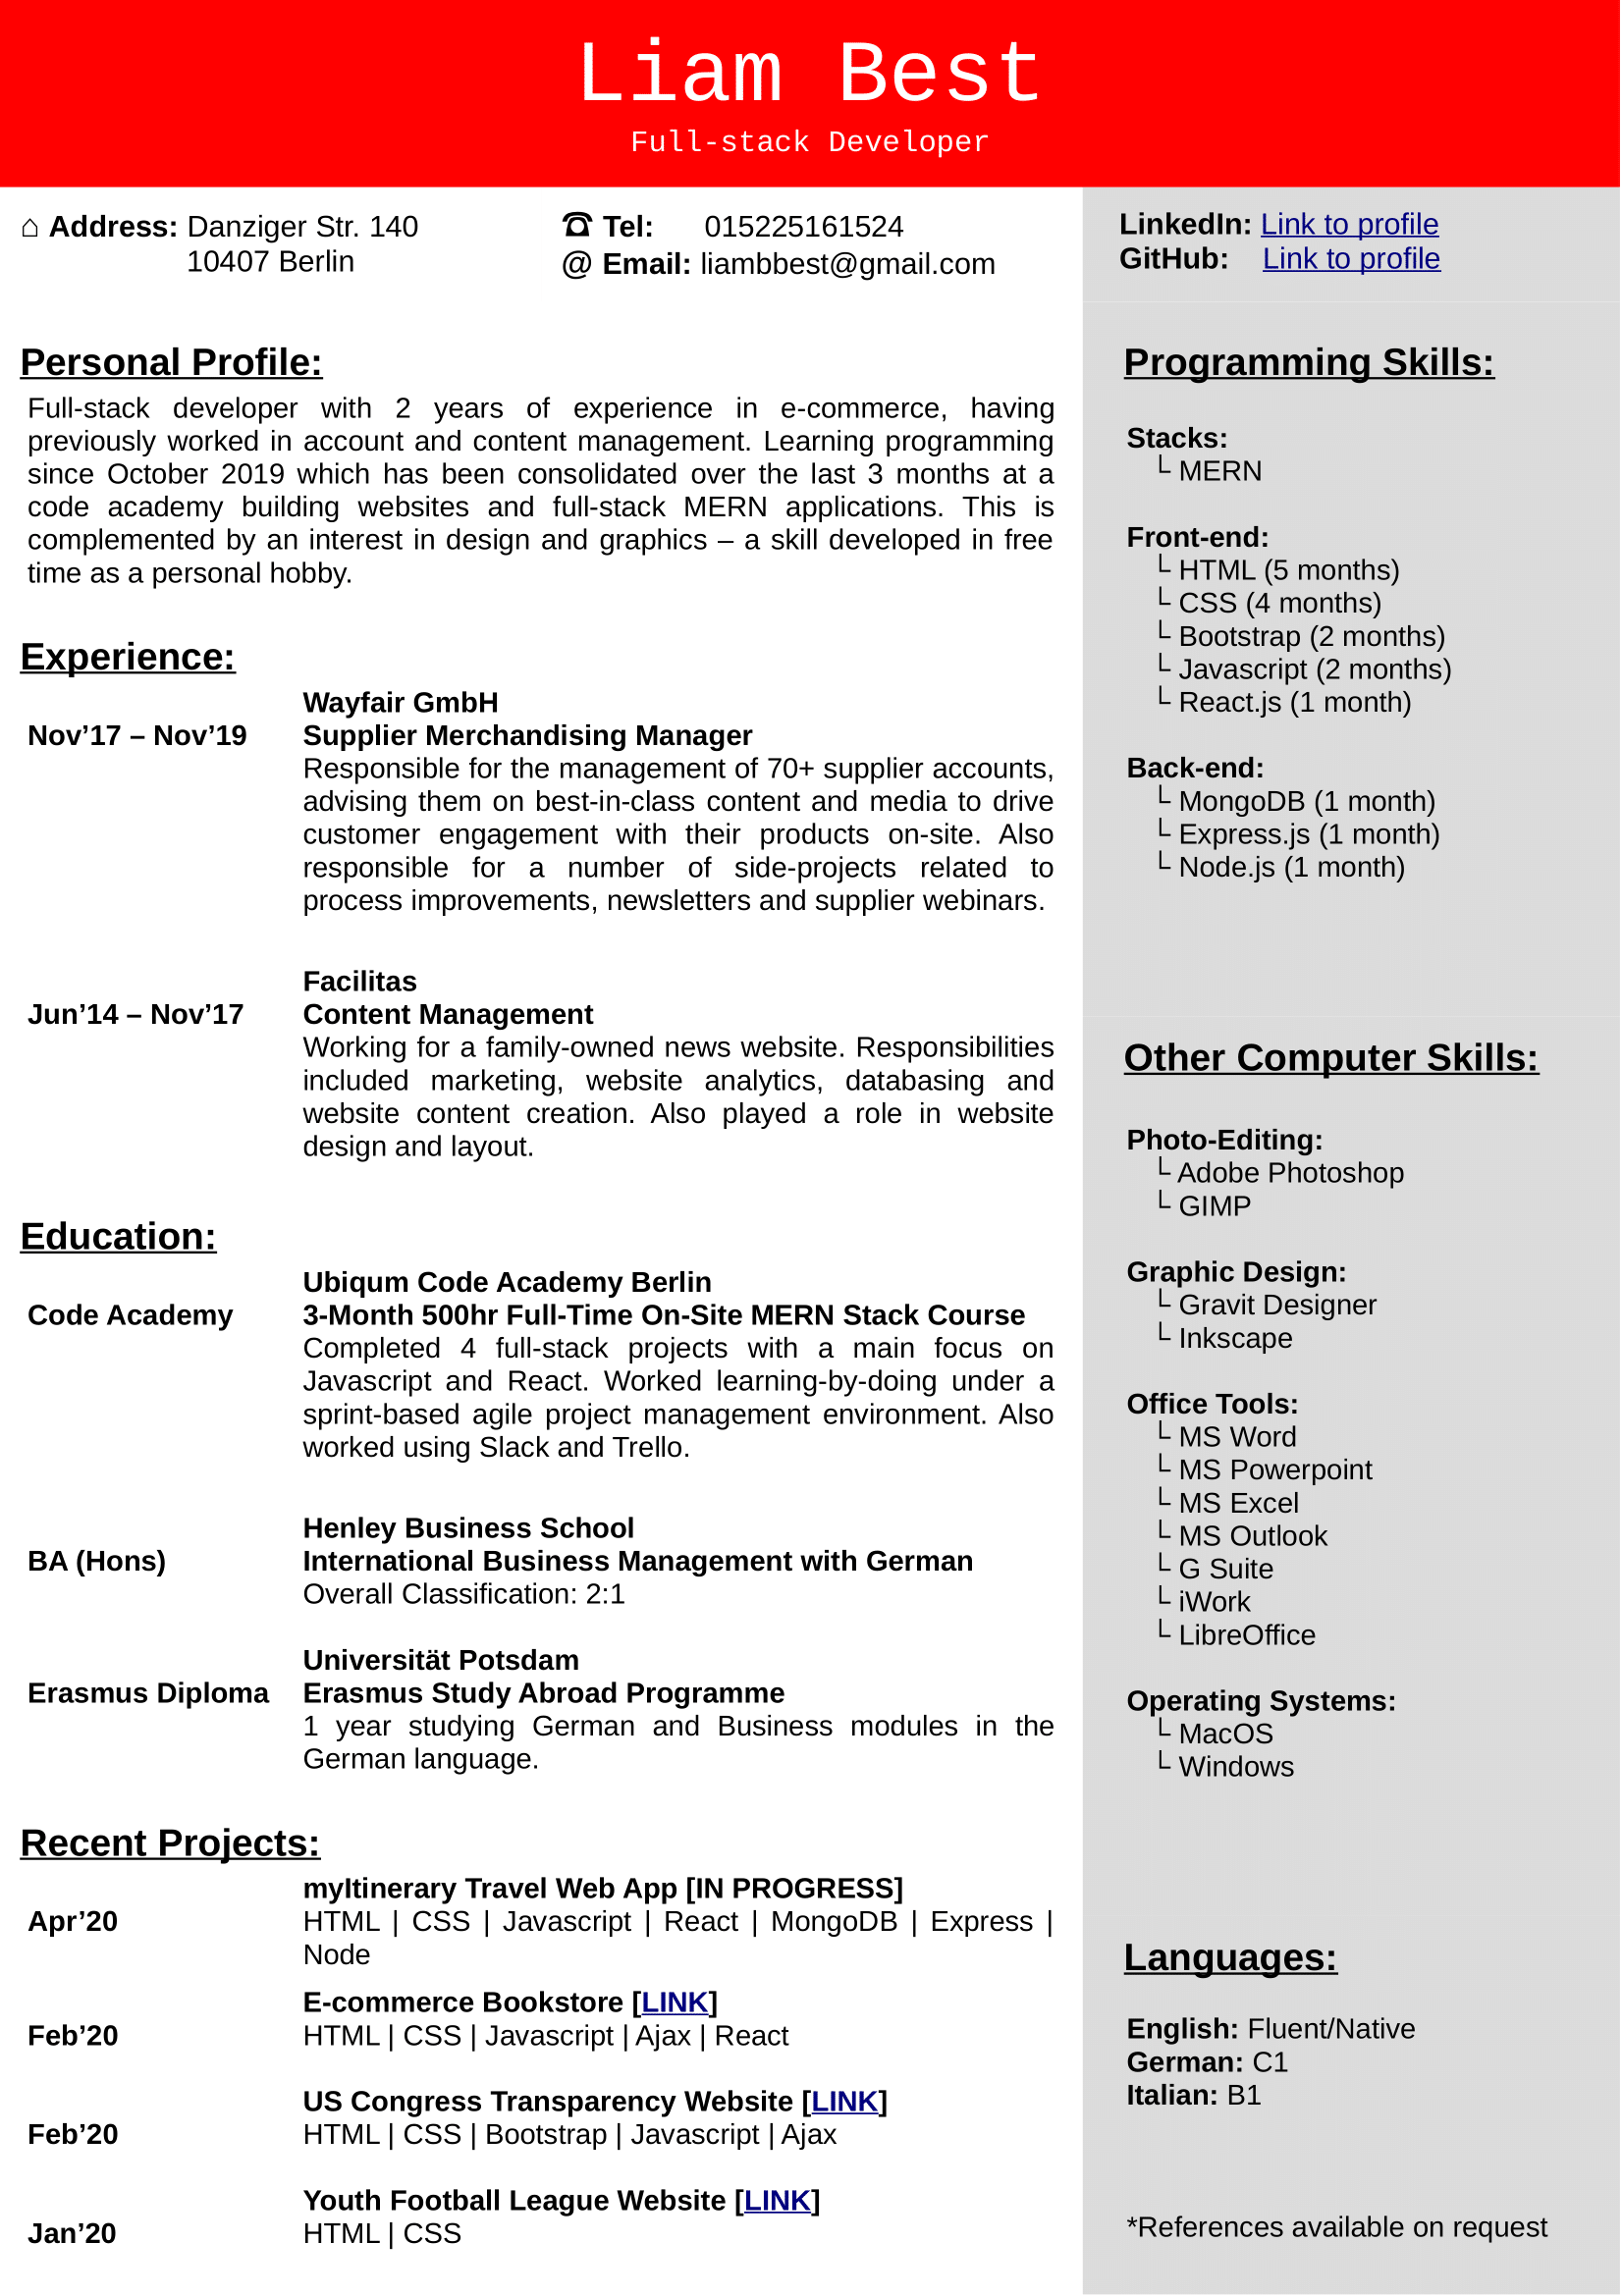 Liam Best
Full-stack Developer
⌂ Address: Danziger Str. 140
10407 Berlin
☎ Tel: 015225161524
@ Email: liambbest@gmail.com
LinkedIn: Link to profile
GitHub: Link to profile
Personal Profile:
Full-stack developer with 2 years of experience in e-commerce, having
previously worked in account and content management. Learning programming
since October 2019 which has been consolidated over the last 3 months at a
code academy building websites and full-stack MERN applications. This is
complemented by an interest in design and graphics – a skill developed in free
time as a personal hobby.
Experience:
Wayfair GmbH
Nov’17 – Nov’19 Supplier Merchandising Manager
Responsible for the management of 70+ supplier accounts,
advising them on best-in-class content and media to drive
customer engagement with their products on-site. Also
responsible for a number of side-projects related to
process improvements, newsletters and supplier webinars.
Facilitas
Jun’14 – Nov’17 Content Management
Working for a family-owned news website. Responsibilities
included marketing, website analytics, databasing and
website content creation. Also played a role in website
design and layout.
Education:
Ubiqum Code Academy Berlin
Code Academy 3-Month 500hr Full-Time On-Site MERN Stack Course
Completed 4 full-stack projects with a main focus on
Javascript and React. Worked learning-by-doing under a
sprint-based agile project management environment. Also
worked using Slack and Trello.
Henley Business School
BA (Hons) International Business Management with German
Overall Classification: 2:1
Universität Potsdam
Erasmus Diploma Erasmus Study Abroad Programme
1 year studying German and Business modules in the
German language.
Recent Projects:
myItinerary Travel Web App [IN PROGRESS]
Apr’20 HTML | CSS | Javascript | React | MongoDB | Express |
Node
E-commerce Bookstore [LINK]
Feb’20 HTML | CSS | Javascript | Ajax | React
US Congress Transparency Website [LINK]
Feb’20 HTML | CSS | Bootstrap | Javascript | Ajax
Youth Football League Website [LINK]
Jan’20 HTML | CSS
Programming Skills:
Stacks:
└ MERN
Front-end:
└ HTML (5 months)
└ CSS (4 months)
└ Bootstrap (2 months)
└ Javascript (2 months)
└ React.js (1 month)
Back-end:
└ MongoDB (1 month)
└ Express.js (1 month)
└ Node.js (1 month)
Other Computer Skills:
Photo-Editing:
└ Adobe Photoshop
└ GIMP
Graphic Design:
└ Gravit Designer
└ Inkscape
Office Tools:
└ MS Word
└ MS Powerpoint
└ MS Excel
└ MS Outlook
└ G Suite
└ iWork
└ LibreOffice
Operating Systems:
└ MacOS
└ Windows
Languages:
English: Fluent/Native
German: C1
Italian: B1
*References available on request